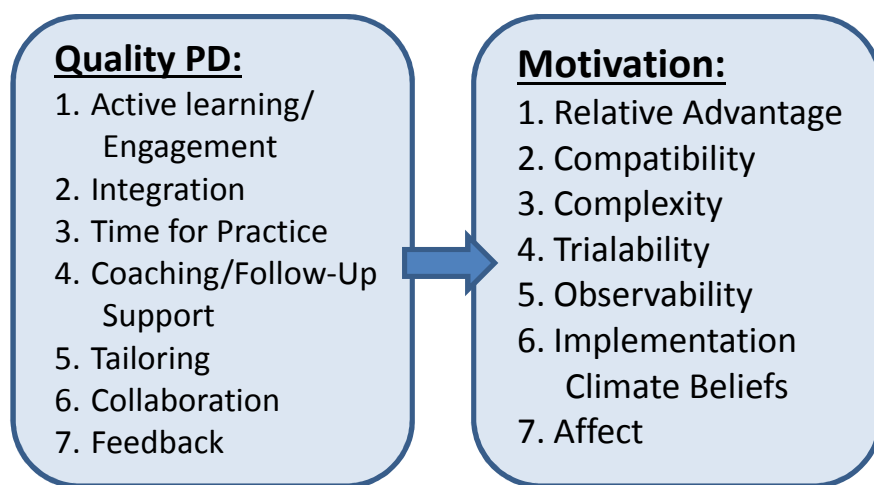 Quality PD:
1. Active learning/
Engagement
2. Integration
3. Time for Practice
4. Coaching/Follow-Up
Support
5. Tailoring
6. Collaboration
7. Feedback
Motivation:
1. Relative Advantage
2. Compatibility
3. Complexity
4. Trialability
5. Observability
6. Implementation
Climate Beliefs
7. Affect